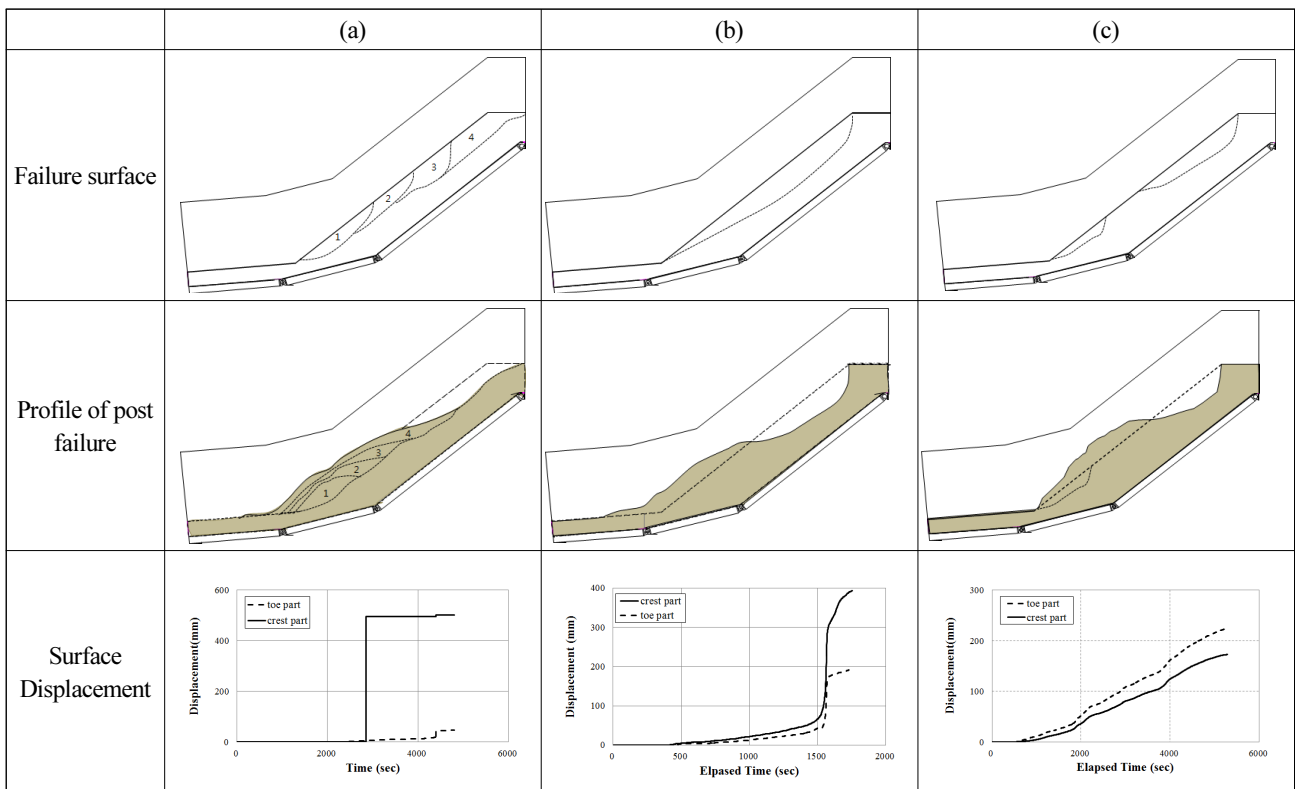 (a)
(b)
(c)
Failure surface
1
2
3
4
Profile of post
failure
1
2
3
4
Surface
Displacement
600
400
200
0
Displacement(mm)
toe part
crest part
0
2000
4000
6000
Time (sec)
400
300
200
100
0
Displacement (mm)
crest part
toe part
0
500
1000
1500
2000
Elpased Time (sec)
300
200
100
0
Displacement (mm)
toe part
crest part
0
2000
4000
6000
Elapsed Time (sec)